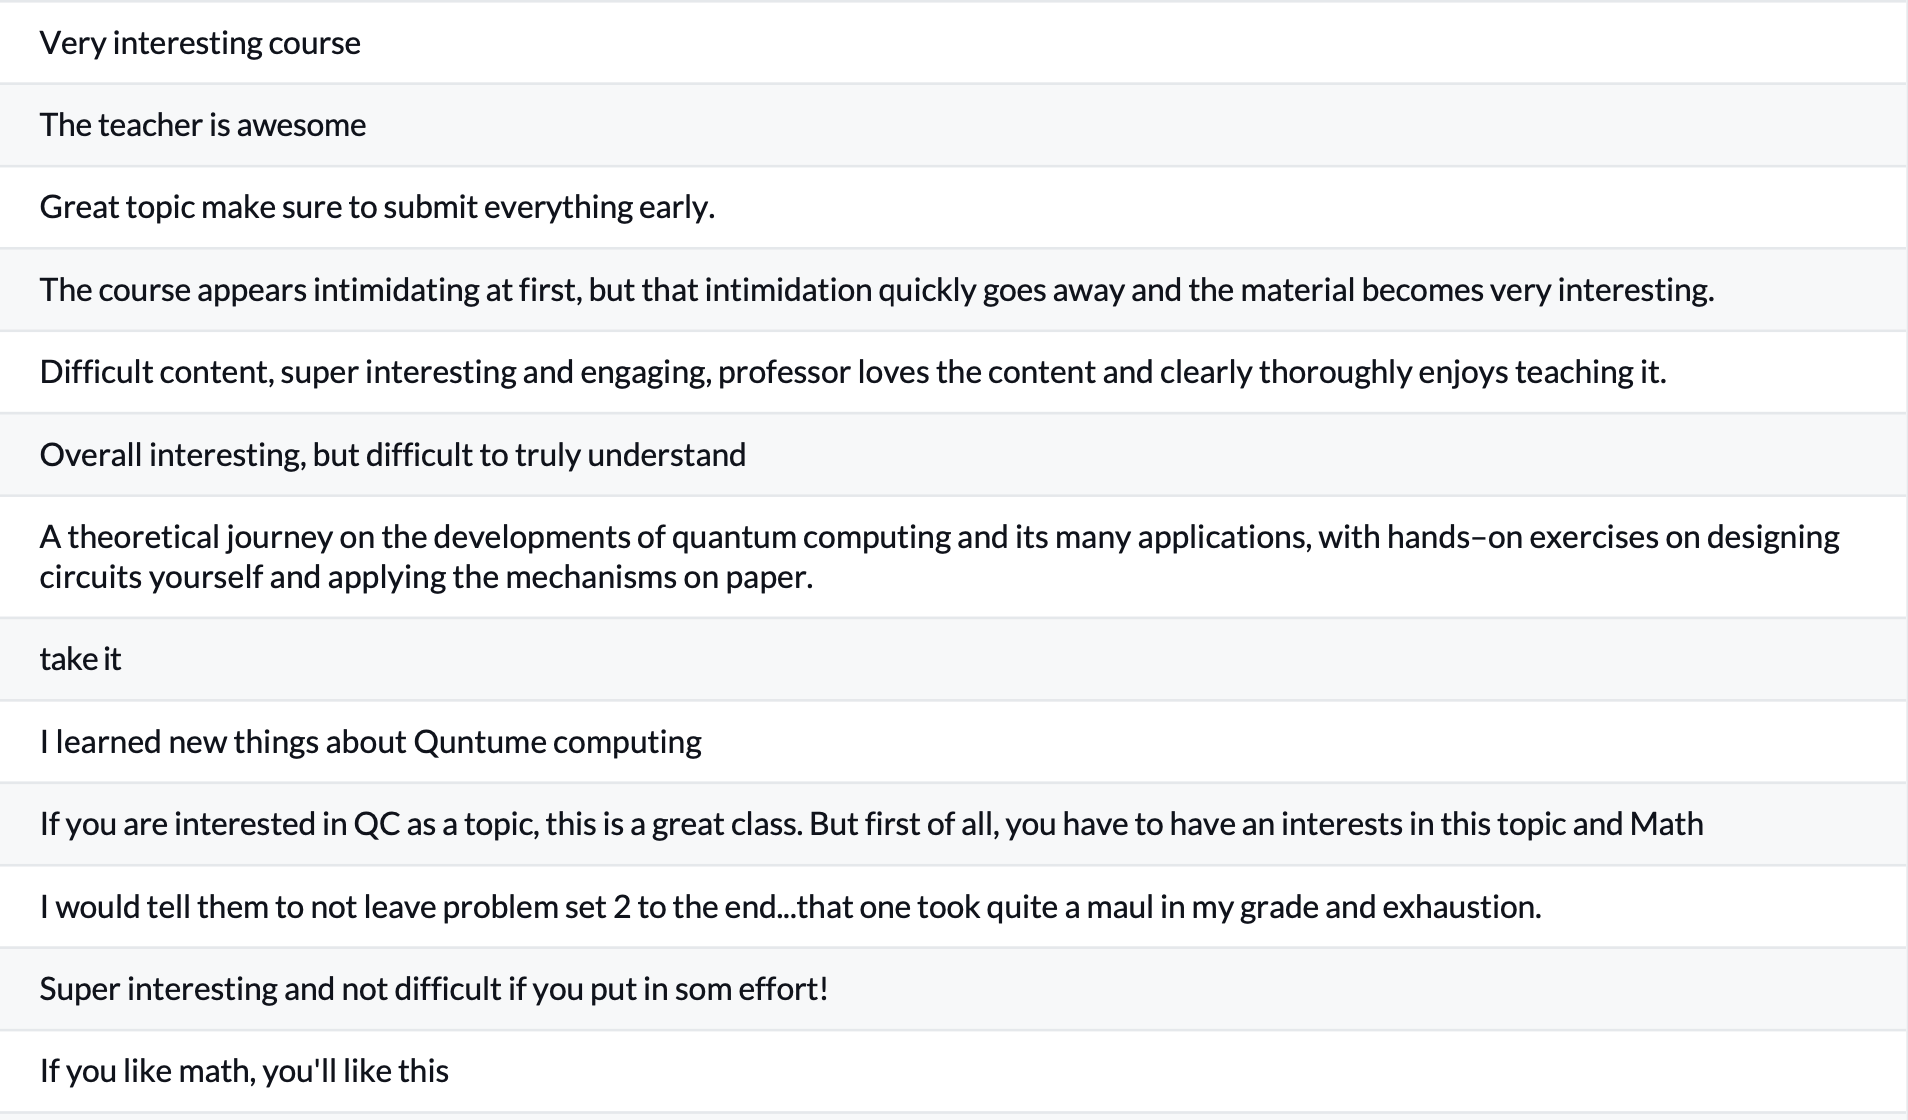 Very interesting course
The teacher is awesome
Great topic make sure to submit everything early.
The course appears intimidating at first, but that intimidation quickly goes away and the material becomes very interesting.
Difficult content, super interesting and engaging, professor loves the content and clearly thoroughly enjoys teaching it.
Overall interesting, but difficult to truly understand
A theoretical journey on the developments of quantum computing and its many applications, with hands–on exercises on designing
circuits yourself and applying the mechanisms on paper.
take it
I learned new things about Quntume computing
If you are interested in QC as a topic, this is a great class. But first of all, you have to have an interests in this topic and Math
I would tell them to not leave problem set 2 to the end...that one took quite a maul in my grade and exhaustion.
Super interesting and not difficult if you put in som effort!
If you like math, you'll like this